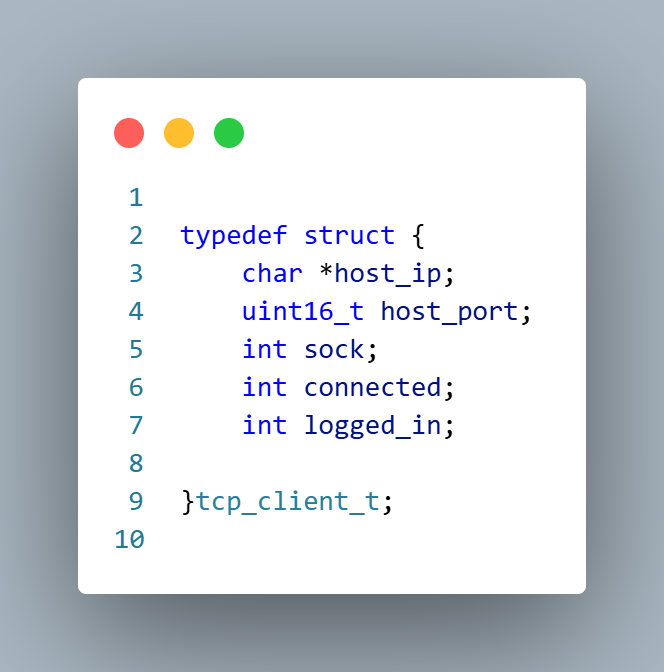 1
2 typedef struct {
3     char *host_ip;
4     uint16_t host_port;
5     int sock;
6     int connected;
7     int logged_in;
8
9 }tcp_client_t;
10